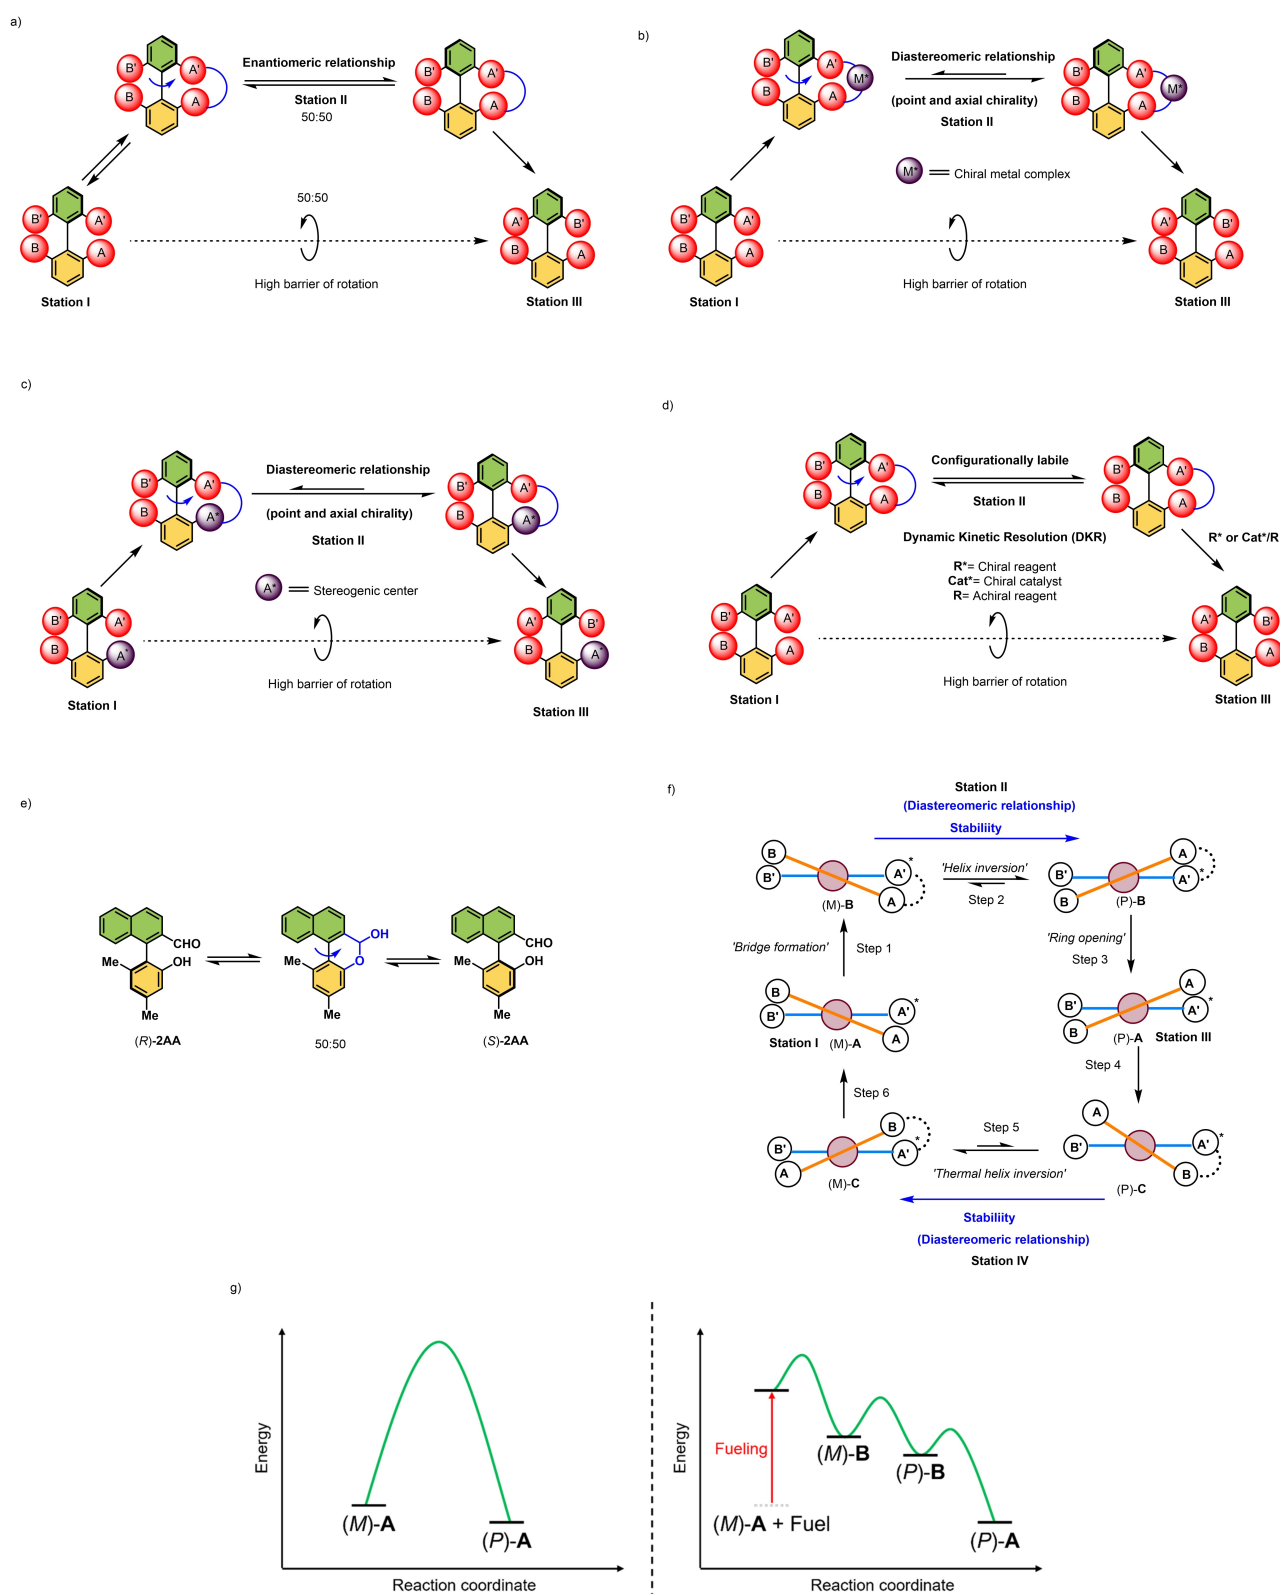 a)
B'
A'
B
A
Enantiomeric relationship
Station II
50:50
B'
A'
B
A
B'
A'
B
A
Station I
50:50
High barrier of rotation
A'
B'
B
A
Station III
b)
B'
A'
M*
B
A
Diastereomeric relationship
(point and axial chirality)
Station II
B'
A'
M*
B
A
M*
Chiral metal complex
B'
A'
B
A
Station I
High barrier of rotation
A'
B'
B
A
Station III
c)
B'
A'
B
A*
Diastereomeric relationship
(point and axial chirality)
Station II
B'
A'
B
A*
A*
Stereogenic center
B'
A'
B
A*
Station I
High barrier of rotation
A'
B'
B
A*
Station III
d)
B'
A'
B
A
Configurationally labile
Station II
B'
A'
B
A
Dynamic Kinetic Resolution (DKR)
R* or Cat*/R
R*= Chiral reagent
Cat*= Chiral catalyst
R= Achiral reagent
B'
A'
B
A
Station I
High barrier of rotation
A'
B'
B
A
Station III
e)
CHO
Me
OH
Me
(R)-2AA
OH
Me
O
Me
50:50
CHO
Me
OH
Me
(S)-2AA
f)
Station II
(Diastereomeric relationship)
Stabiliity
B
B'
A'
*
A
(M)-B
'Helix inversion'
Step 2
A
B'
A'
*
B
(P)-B
'Bridge formation'
Step 1
'Ring opening'
Step 3
B
B'
A'
*
A
Station I
(M)-A
A
B'
A'
*
B
(P)-A
Station III
Step 6
Step 4
B
B'
A'
*
A
(M)-C
Step 5
'Thermal helix inversion'
A
B'
A'
*
B
(P)-C
Stabiliity
(Diastereomeric relationship)
Station IV
g)
Energy
(M)-A
(P)-A
Reaction coordinate
Energy
Fueling
(M)-A + Fuel
(M)-B
(P)-B
(P)-A
Reaction coordinate